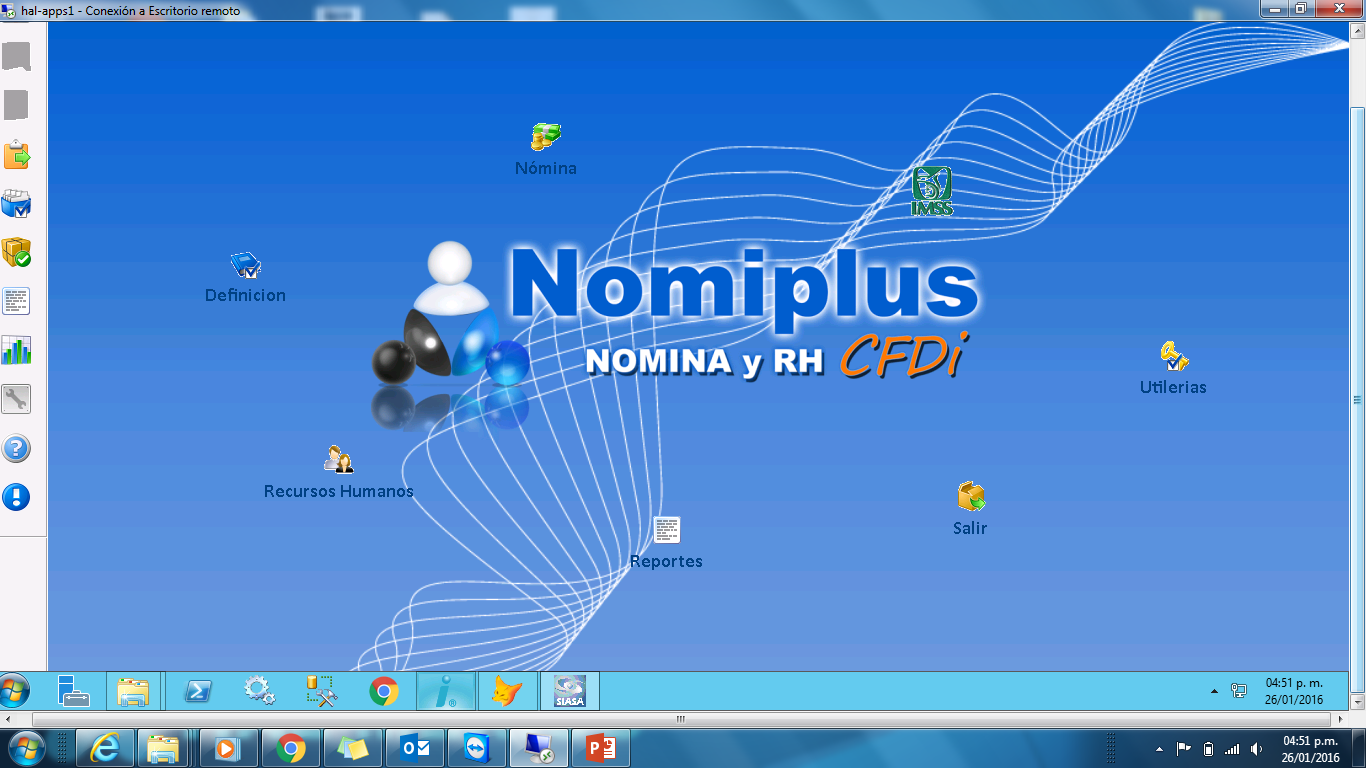 hal-apps1 - Conexión a Escritorio remoto
Nómina
IMSS
Definicion
Nomiplus
NOMINA y RH CFDi
Utilerias
Recursos Humanos
Salir
Reportes
SIASA
04:51 p. m.
26/01/2016
04:51 p.m.
26/01/2016